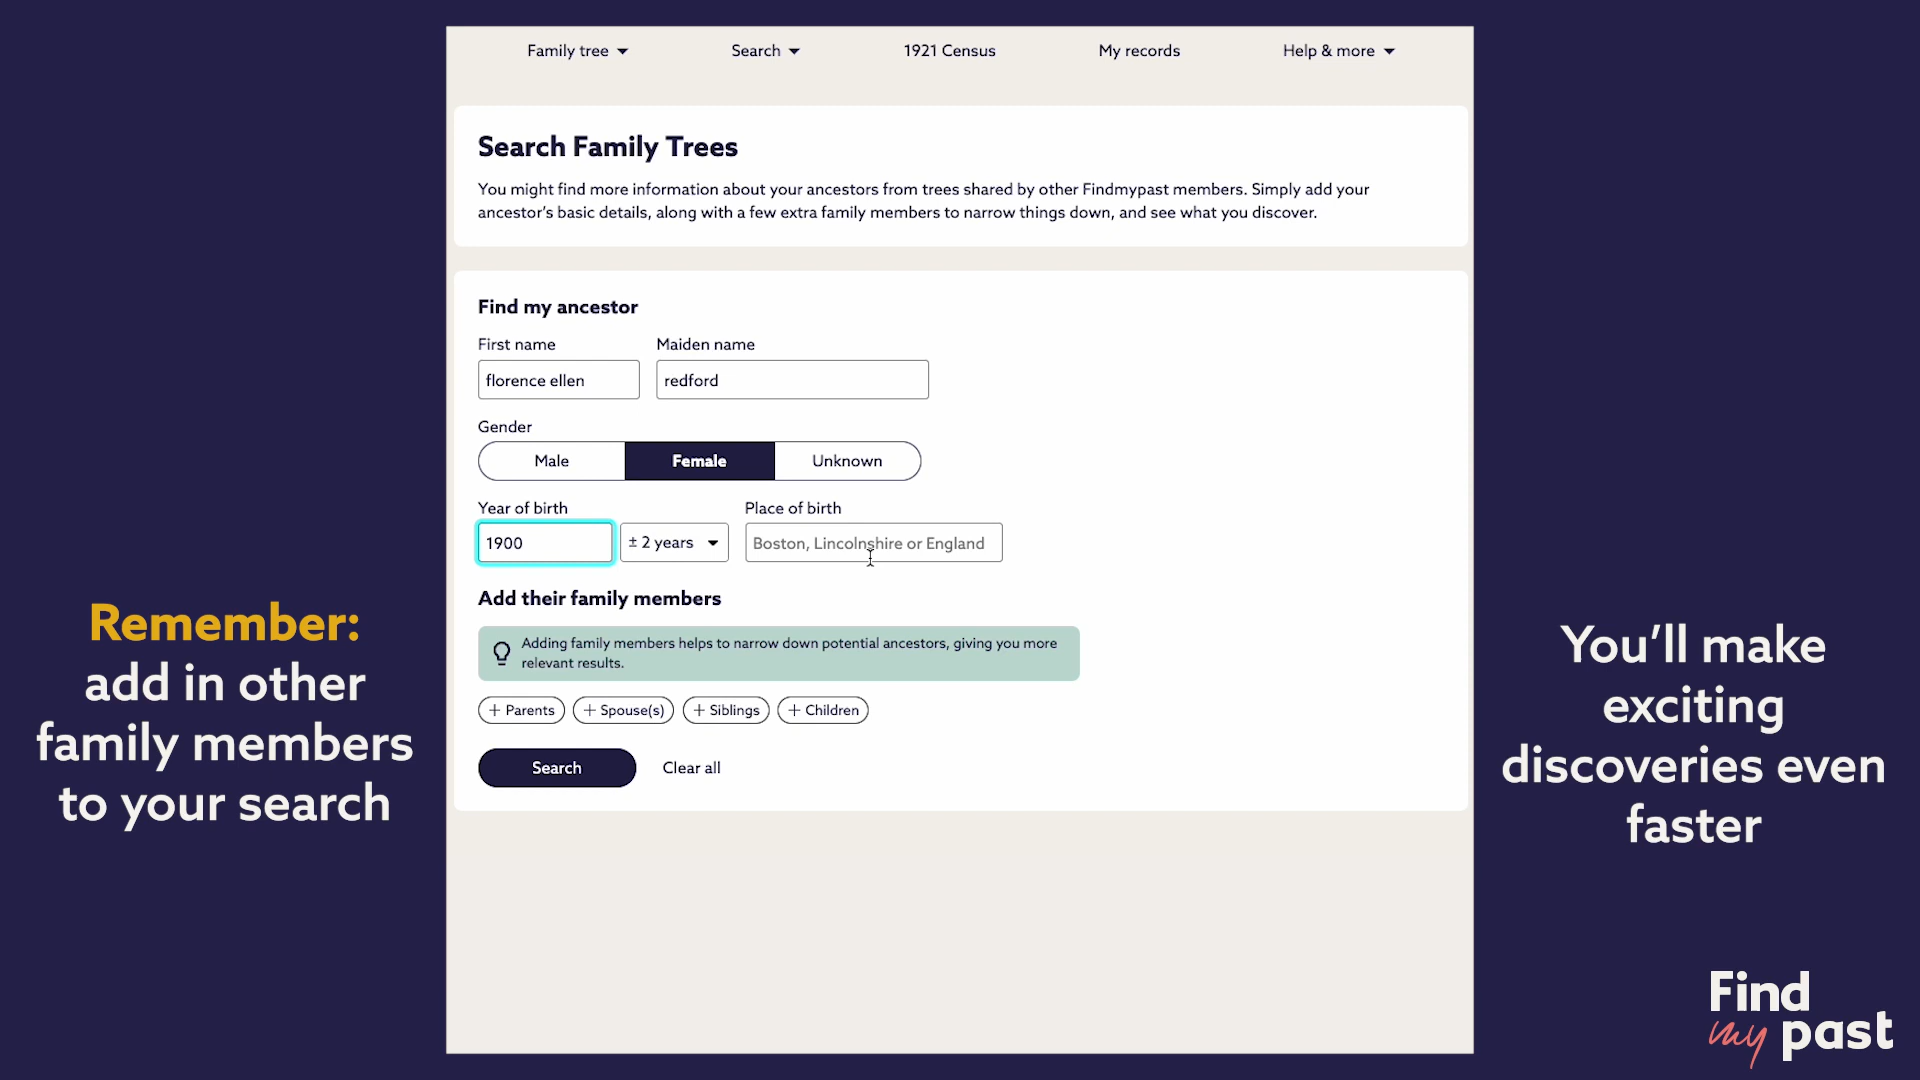 Family tree
Search
1921 Census
My records
Help & more
Search Family Trees
You might find more information about your ancestors from trees shared by other Findmypast members. Simply add your
ancestor's basic details, along with a few extra family members to narrow things down, and see what you discover.
Find my ancestor
First name
Maiden name
florence ellen
redford
Gender
Male
Female
Unknown
Year of birth
Place of birth
1900
± 2 years
Boston, Lincolnshire or England
Add their family members
Adding family members helps to narrow down potential ancestors, giving you more
relevant results.
+ Parents
+ Spouse(s)
+ Siblings
+ Children
Search
Clear all
Remember:
add in other
family members
to your search
You'll make
exciting
discoveries even
faster
Find
my past